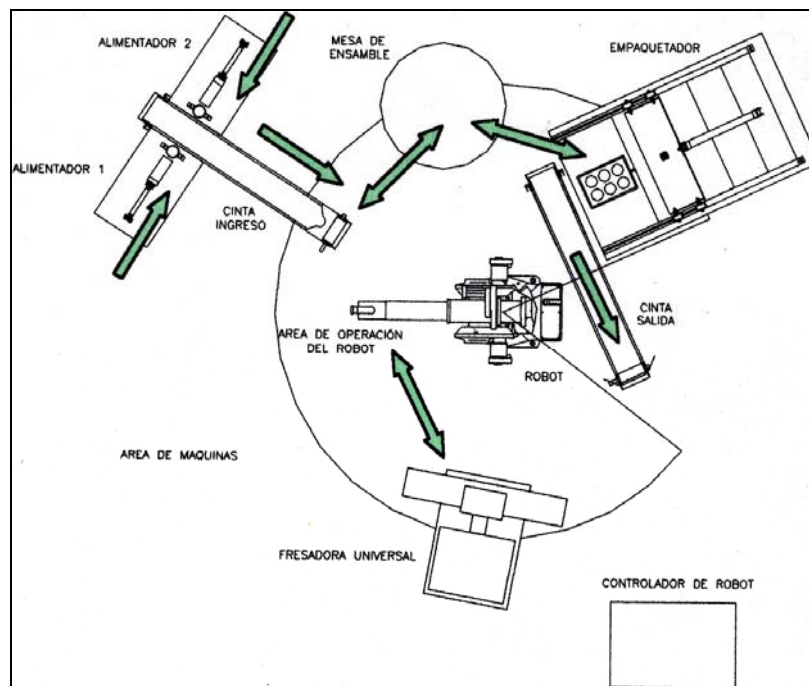 ALIMENTADOR 2
MESA DE
ENSAMBLE
EMPAQUETADOR
ALIMENTADOR 1
CINTA
INGRESO
CINTA
SALIDA
AREA DE OPERACIÓN
DEL ROBOT
ROBOT
AREA DE MAQUINAS
FRESADORA UNIVERSAL
CONTROLADOR DE ROBOT